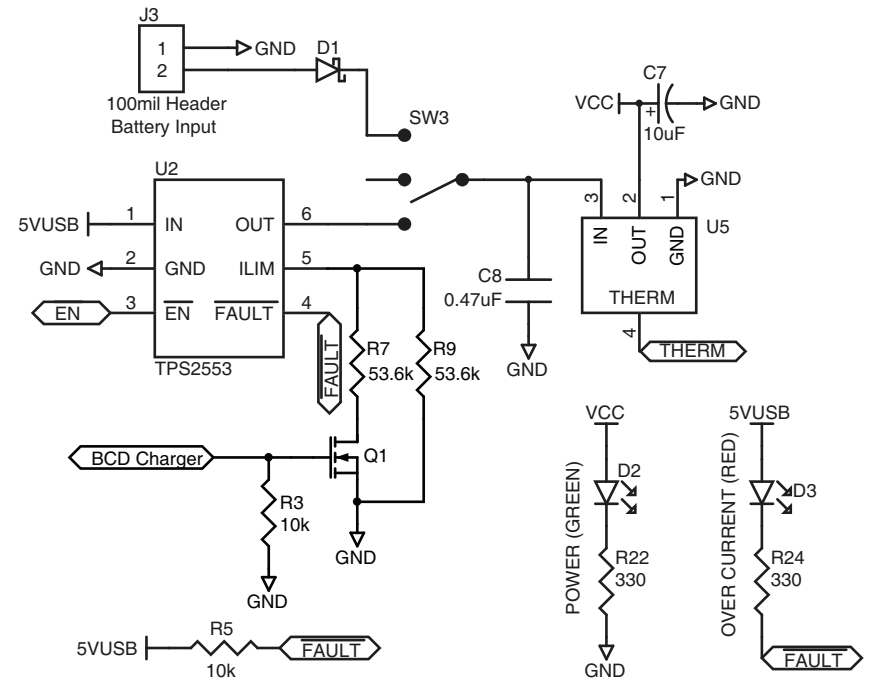 J3
1
2
GND
D1
100mil Header
Battery Input
SW3
C7
VCC
+
10uF
GND
U2
5VUSB
1
IN
OUT
6
GND
2
GND
ILIM
5
EN
3
EN
FAULT
4
TPS2553
FAULT
R7
53.6k
R9
53.6k
C8
0.47uF
GND
3
2
1
GND
U5
IN
OUT
GND
THERM
4
THERM
BCD Charger
Q1
R3
10k
GND
GND
5VUSB
R5
10k
FAULT
VCC
POWER (GREEN)
D2
R22
330
GND
5VUSB
OVER CURRENT (RED)
D3
R24
330
FAULT